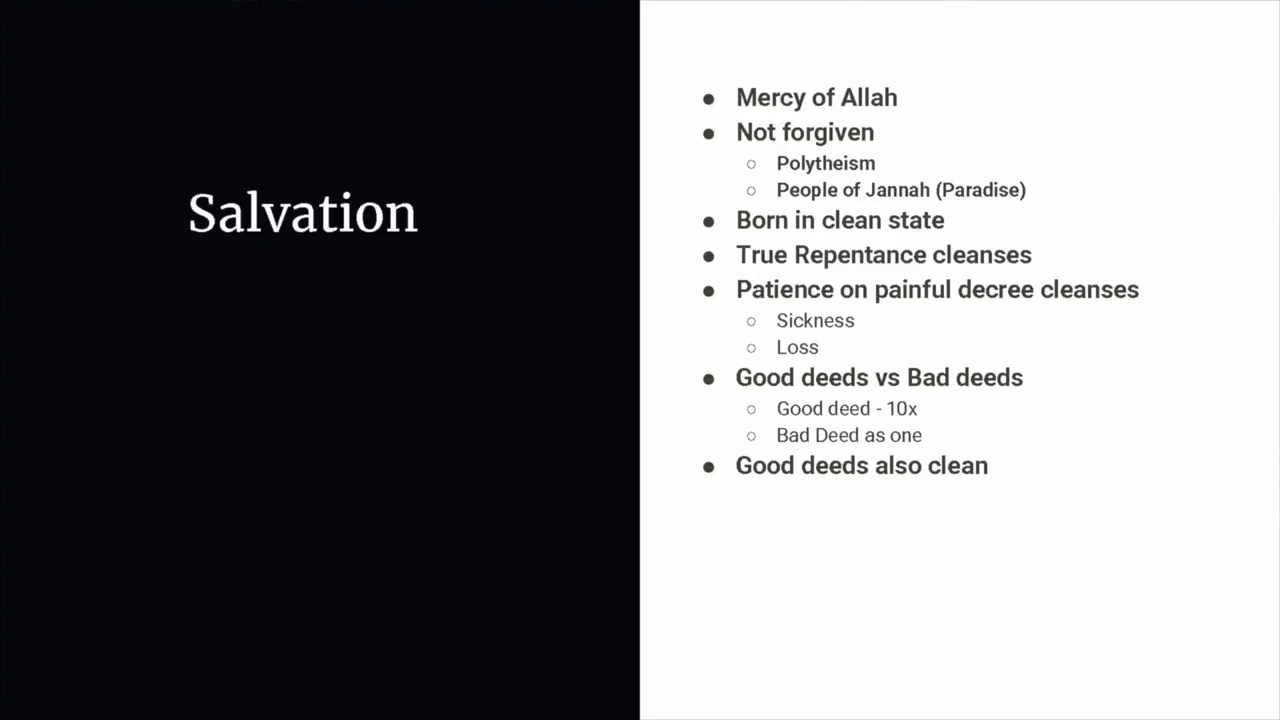 Salvation
● Mercy of Allah
● Not forgiven
○ Polytheism
○ People of Jannah (Paradise)
● Born in clean state
● True Repentance cleanses
● Patience on painful decree cleanses
○ Sickness
○ Loss
● Good deeds vs Bad deeds
○ Good deed - 10x
○ Bad Deed as one
● Good deeds also clean